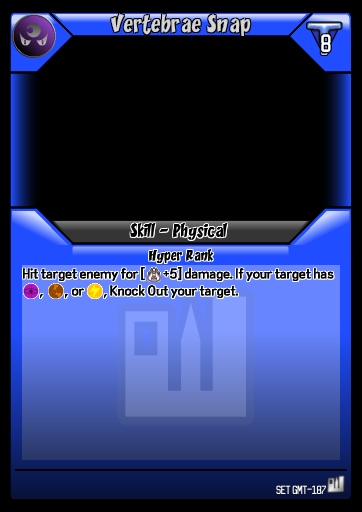 Vertebrae Snap
8
Skill - Physical
Hyper Rank
Hit target enemy for [ +5] damage. If your target has
, , or , Knock Out your target.
SET GMT-187